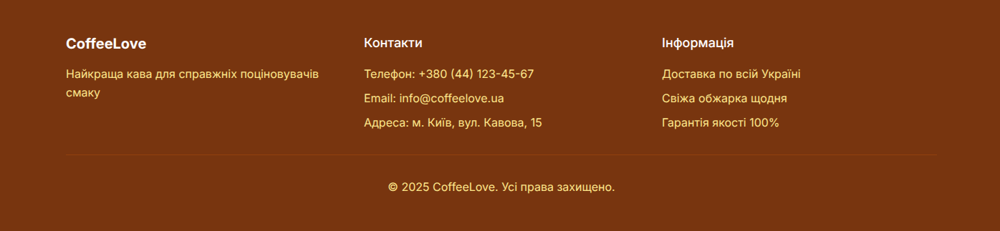 CoffeeLove
Найкраща кава для справжніх поціновувачів
смаку
Контакти
Телефон: +380 (44) 123-45-67
Email: info@coffeelove.ua
Адреса: м. Київ, вул. Кавова, 15
Інформація
Доставка по всій Україні
Свіжа обжарка щодня
Гарантія якості 100%
© 2025 CoffeeLove. Усі права захищено.